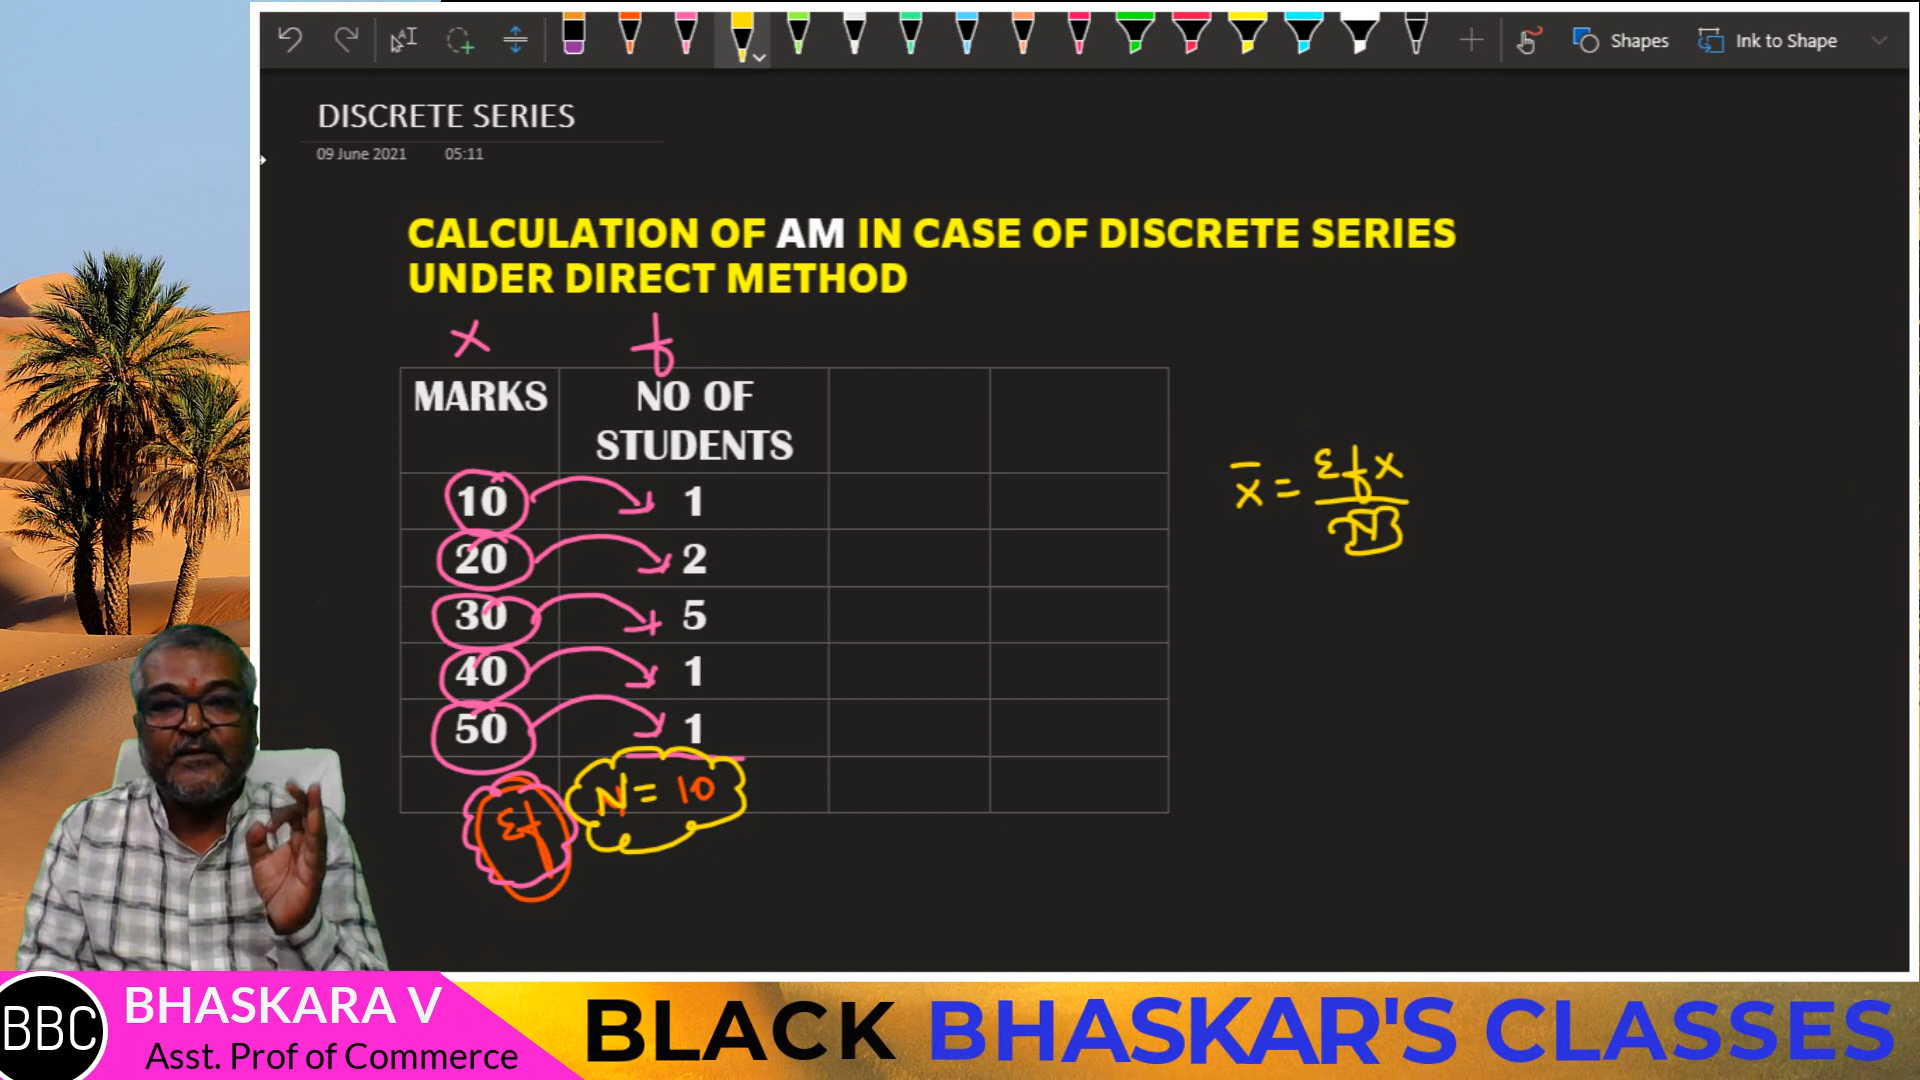 Shapes
Ink to Shape
DISCRETE SERIES
09 June 2021 05:11
CALCULATION OF AM IN CASE OF DISCRETE SERIES
UNDER DIRECT METHOD
x f
MARKS NO OF STUDENTS
10 1
20 2
30 5
40 1
50 1
Σf N = 10
x̄ = Σfx / N
BBC
BHASKARA V
Asst. Prof of Commerce
BLACK BHASKAR'S CLASSES